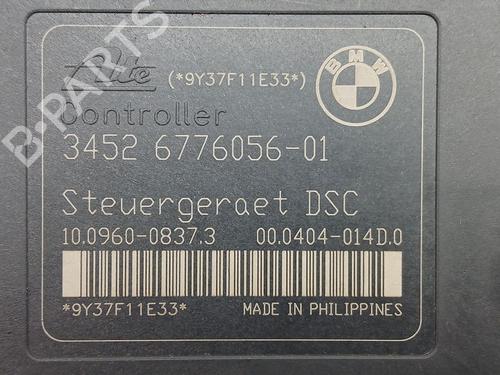 Ate (*9Y37F11E33*)
BMW
Controller
3452 6776056-01
Steuergeraet DSC
10.0960-0837.3 00.0404-014D.0
*9Y37F11E33* MADE IN PHILIPPINES
B-PARTS